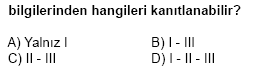 bilgilerinden hangileri kanıtlanabilir?
A) Yalnız I B) I - III
C) II - III D) I - II - III